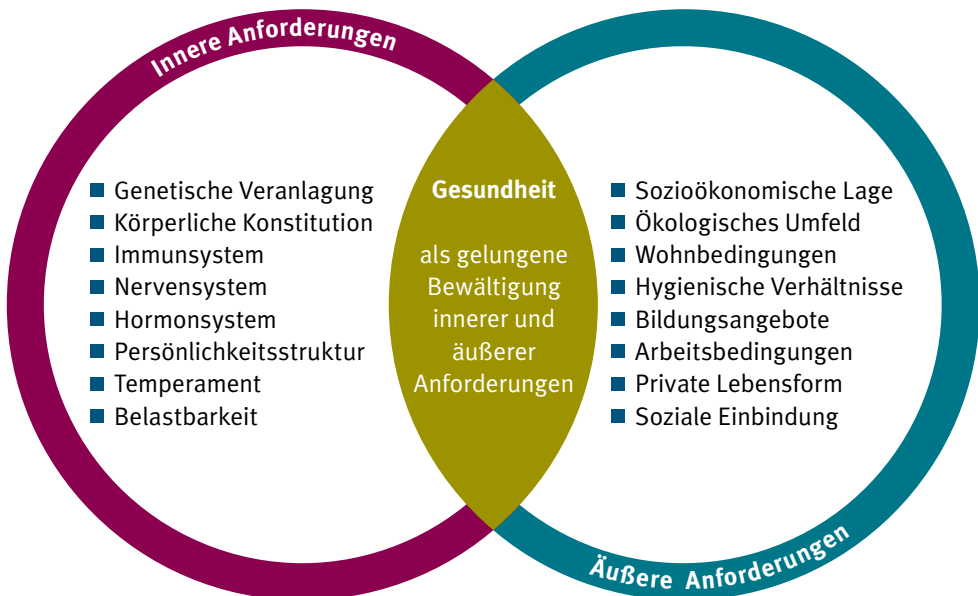 Innere Anforderungen
Genetische Veranlagung
Körperliche Konstitution
Immunsystem
Nervensystem
Hormonsystem
Persönlichkeitsstruktur
Temperament
Belastbarkeit
Gesundheit
als gelungene
Bewältigung
innerer und
äußerer
Anforderungen
Sozioökonomische Lage
Ökologisches Umfeld
Wohnbedingungen
Hygienische Verhältnisse
Bildungsangebote
Arbeitsbedingungen
Private Lebensform
Soziale Einbindung
Äußere Anforderungen